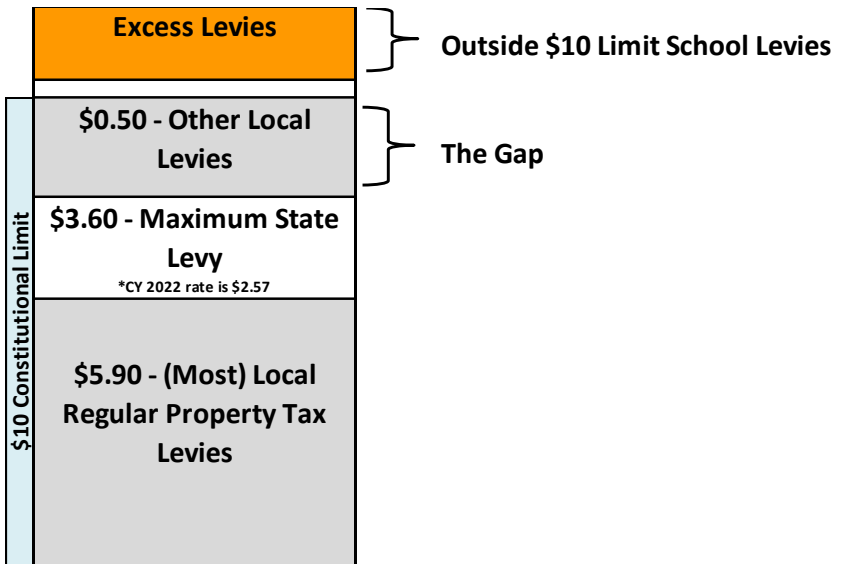 Excess Levies
Outside $10 Limit School Levies
$0.50 - Other Local
Levies
The Gap
$3.60 - Maximum State
Levy
*CY 2022 rate is $2.57
$10 Constitutional Limit
$5.90 - (Most) Local
Regular Property Tax
Levies